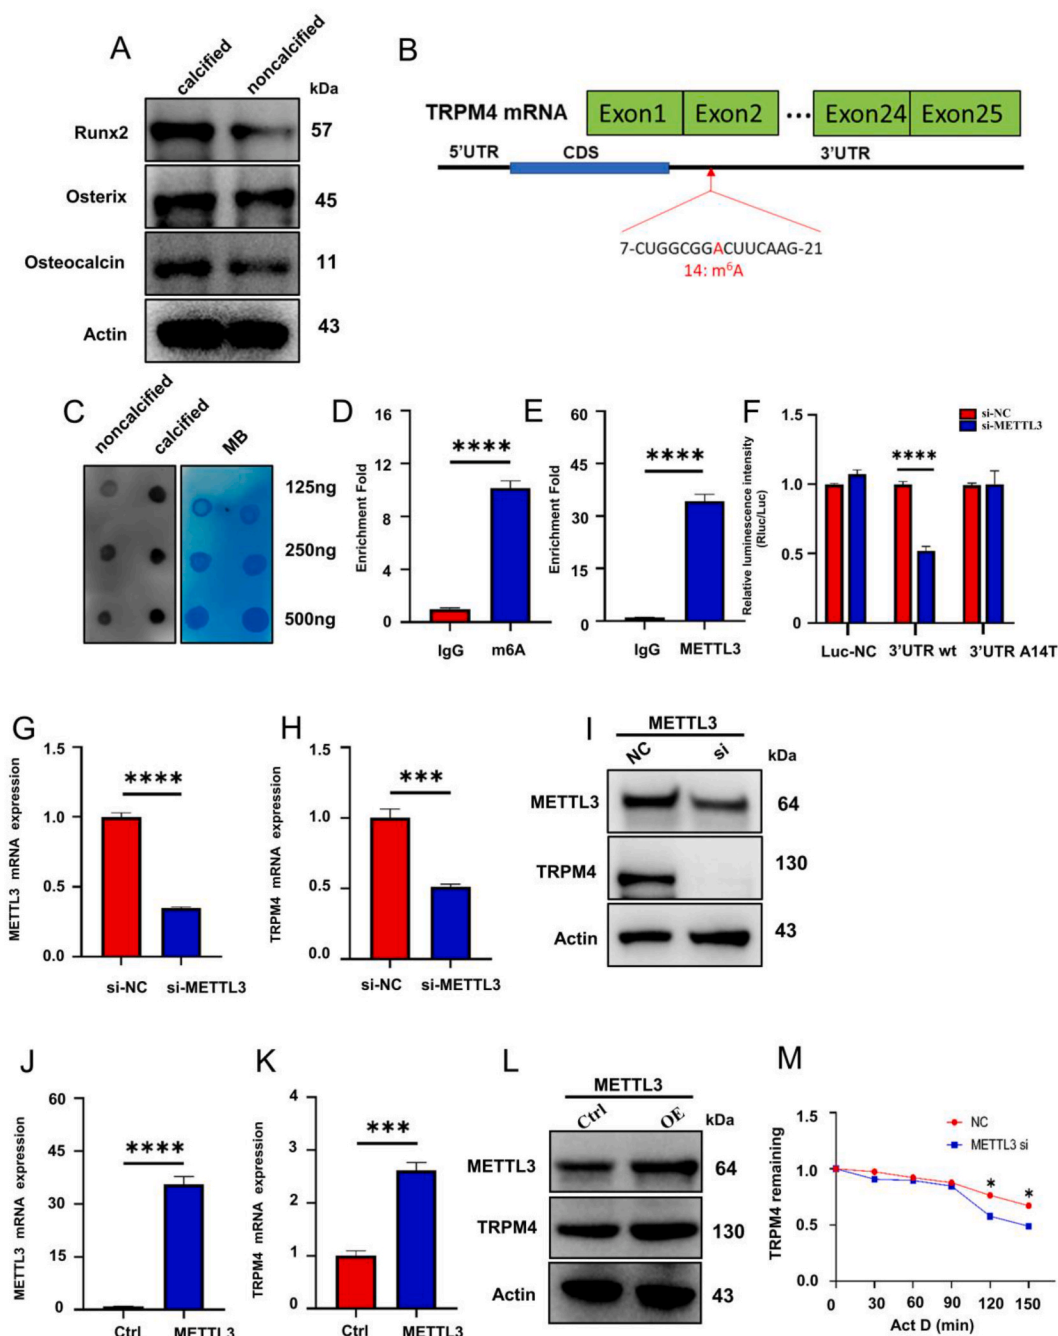 A
calcified
noncalcified
kDa
Runx2
57
Osterix
45
Osteocalcin
11
Actin
43
B
TRPM4 mRNA
Exon1
Exon2
...
Exon24
Exon25
5'UTR
CDS
3'UTR
7-CUGGCGGACUUCAAG-21
14: m⁶A
C
noncalcified
calcified
MB
125ng
250ng
500ng
D
Enrichment Fold
16
12
8
4
0
****
IgG
m6A
E
Enrichment Fold
60
45
30
15
0
****
IgG
METTL3
F
si-NC
si-METTL3
Relative luminescence intensity
(Rluc/Luc)
1.5
1.0
0.5
0.0
****
Luc-NC
3'UTR wt
3'UTR A14T
G
METTL3 mRNA expression
1.5
1.0
0.5
0.0
****
si-NC
si-METTL3
H
TRPM4 mRNA expression
1.5
1.0
0.5
0.0
***
si-NC
si-METTL3
I
METTL3
NC
si
kDa
METTL3
64
TRPM4
130
Actin
43
J
METTL3 mRNA expression
60
45
30
15
0
****
Ctrl
METTL3
K
TRPM4 mRNA expression
4
3
2
1
0
***
Ctrl
METTL3
L
METTL3
Ctrl
OE
kDa
METTL3
64
TRPM4
130
Actin
43
M
TRPM4 remaining
1.5
1.0
0.5
0.0
NC
METTL3 si
*
*
0
30
60
90
120
150
Act D (min)